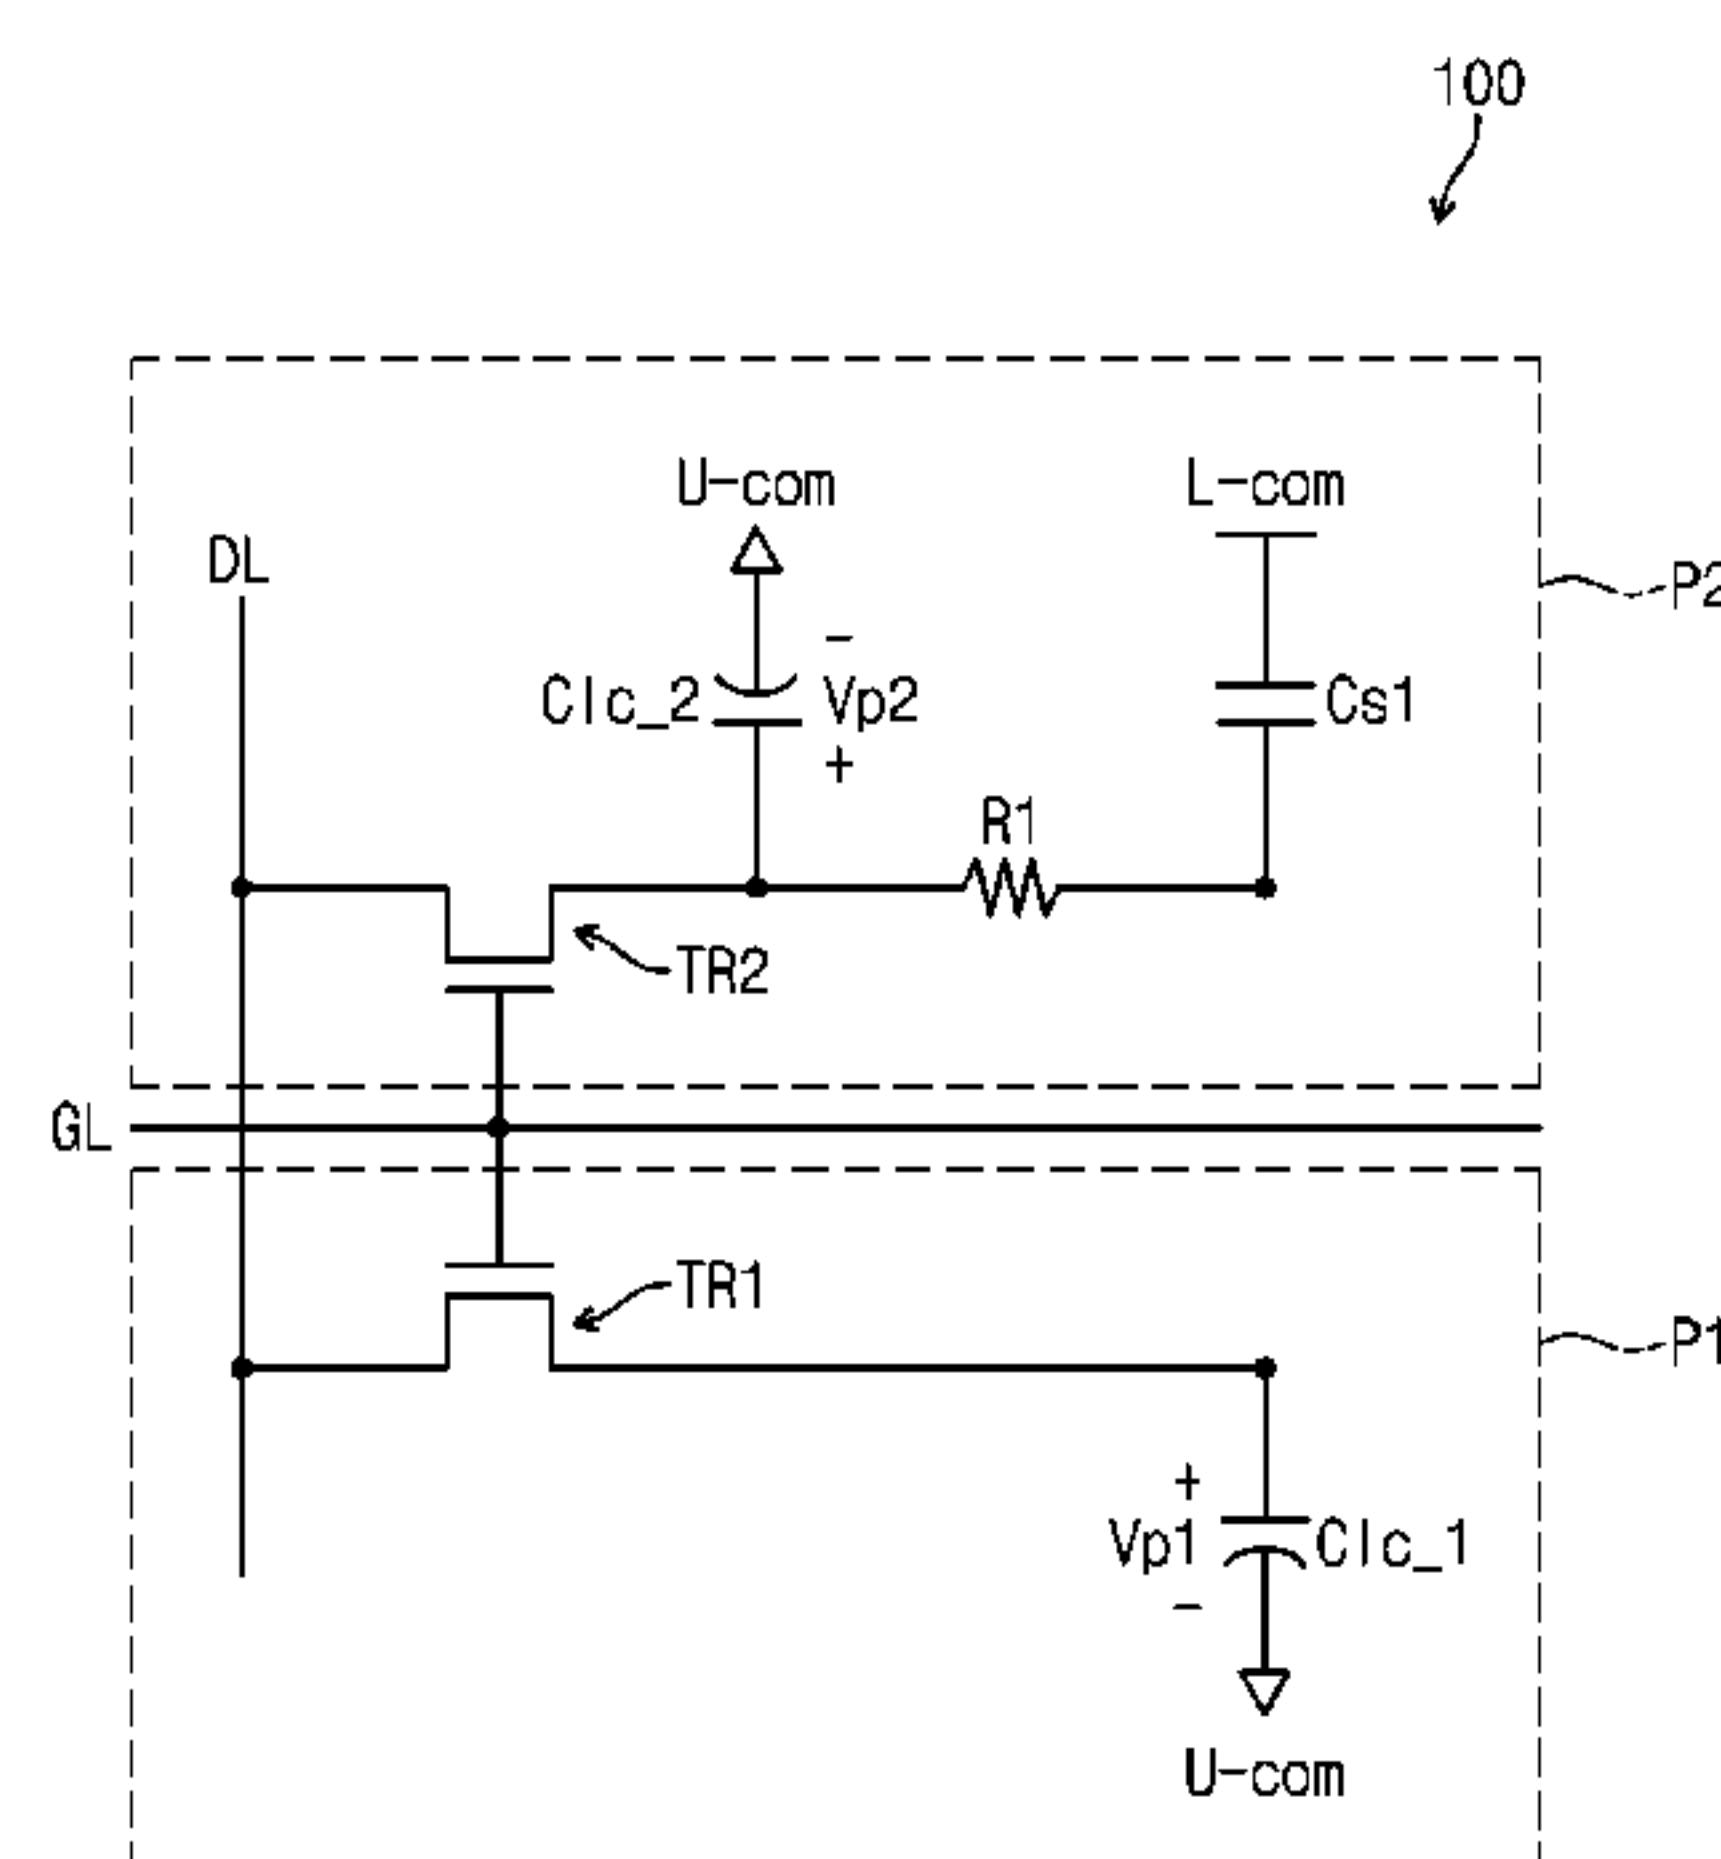 100
U-com
L-com
DL
P2
-
Clc_2
Vp2
Cs1
+
R1
TR2
GL
TR1
P1
+
Vp1
Clc_1
-
U-com